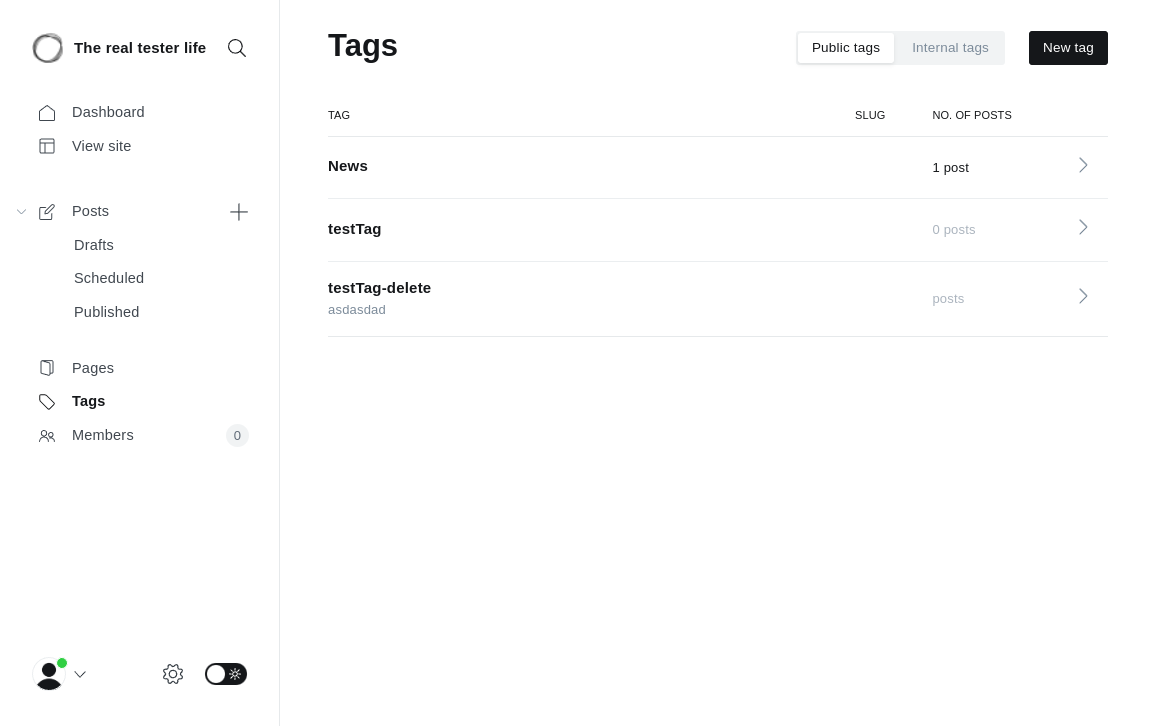 The real tester life
Dashboard
View site
Posts
Drafts
Scheduled
Published
Pages
Tags
Members
0
Tags
Public tags
Internal tags
New tag
TAG
SLUG
NO. OF POSTS
News
1 post
testTag
0 posts
testTag-delete
asdasdad
posts